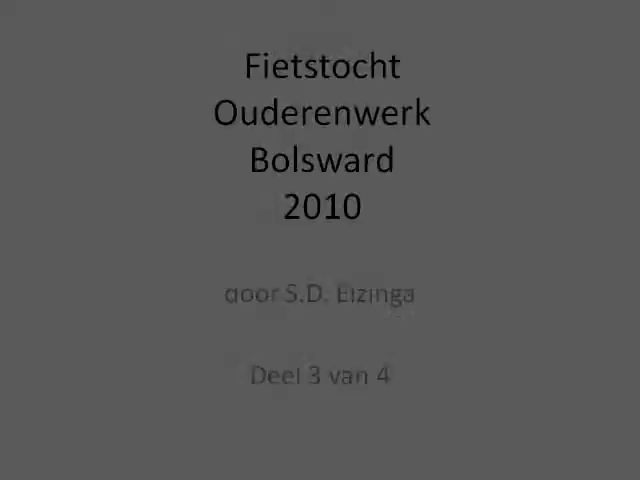 Fietstocht
Ouderenwerk
Bolsward
2010
door S.D. Elzinga
Deel 3 van 4